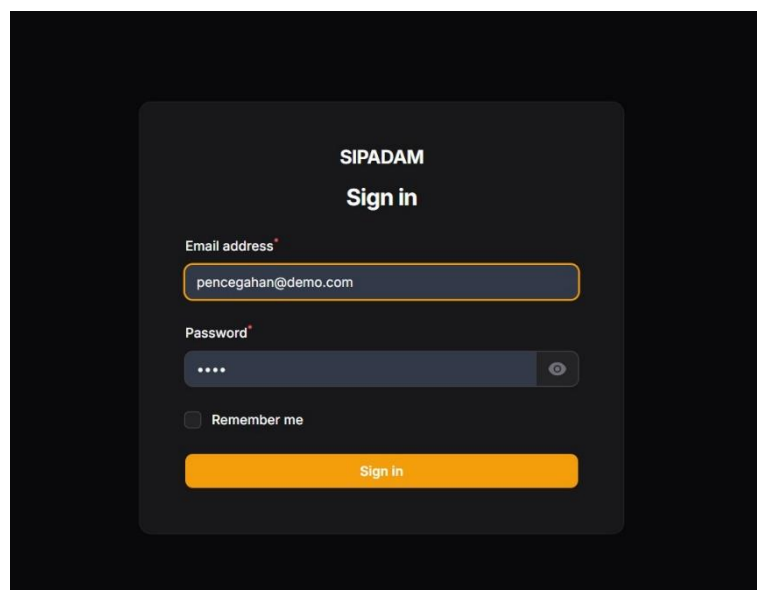 SIPADAM
Sign in
Email address*
pencegahan@demo.com
Password*
••••
Remember me
Sign in